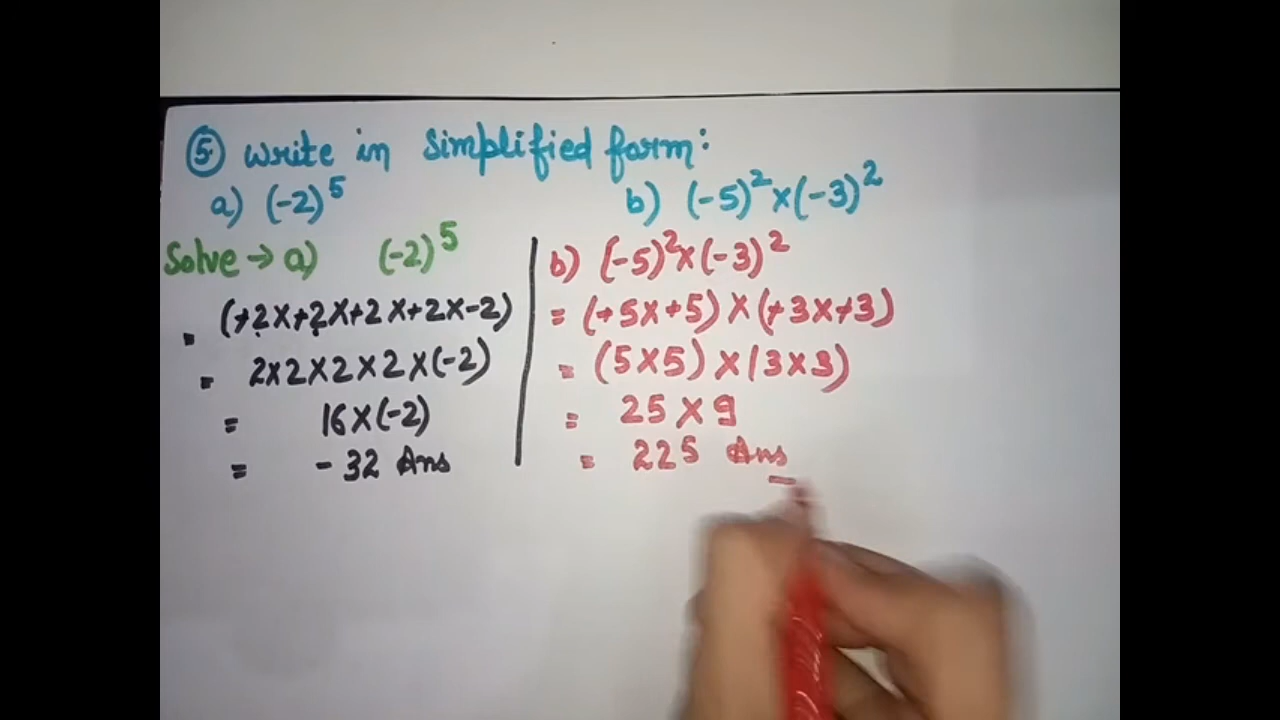 ⑤ Write in simplified form:
a) (-2)⁵
b) (-5)²×(-3)²
Solve → a) (-2)⁵
= (+2×+2×+2×+2×-2)
= 2×2×2×2×(-2)
= 16×(-2)
= -32 Ans
b) (-5)²×(-3)²
= (+5×+5)×(+3×+3)
= (5×5)×(3×3)
= 25×9
= 225 Ans